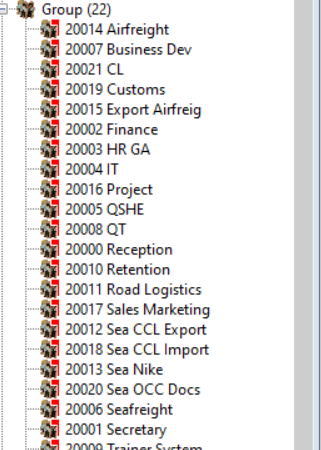 Group (22)
20014 Airfreight
20007 Business Dev
20021 CL
20019 Customs
20015 Export Airfreig
20002 Finance
20003 HR GA
20004 IT
20016 Project
20005 QSHE
20008 QT
20000 Reception
20010 Retention
20011 Road Logistics
20017 Sales Marketing
20012 Sea CCL Export
20018 Sea CCL Import
20013 Sea Nike
20020 Sea OCC Docs
20006 Seafreight
20001 Secretary
20009 Trainer System